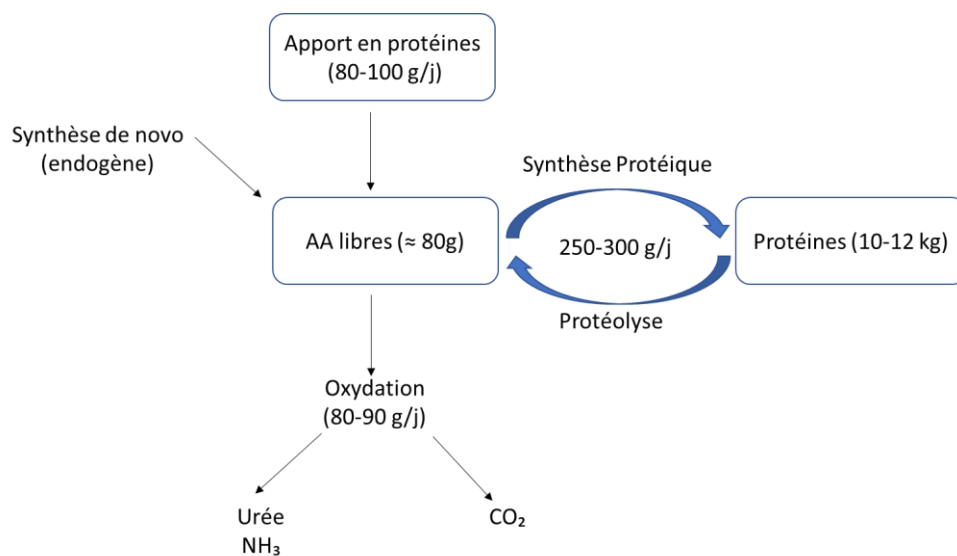 Apport en protéines
(80-100 g/j)
Synthèse de novo
(endogène)
Synthèse Protéique
AA libres (≈ 80g)
250-300 g/j
Protéines (10-12 kg)
Protéolyse
Oxydation
(80-90 g/j)
Urée
NH₃
CO₂